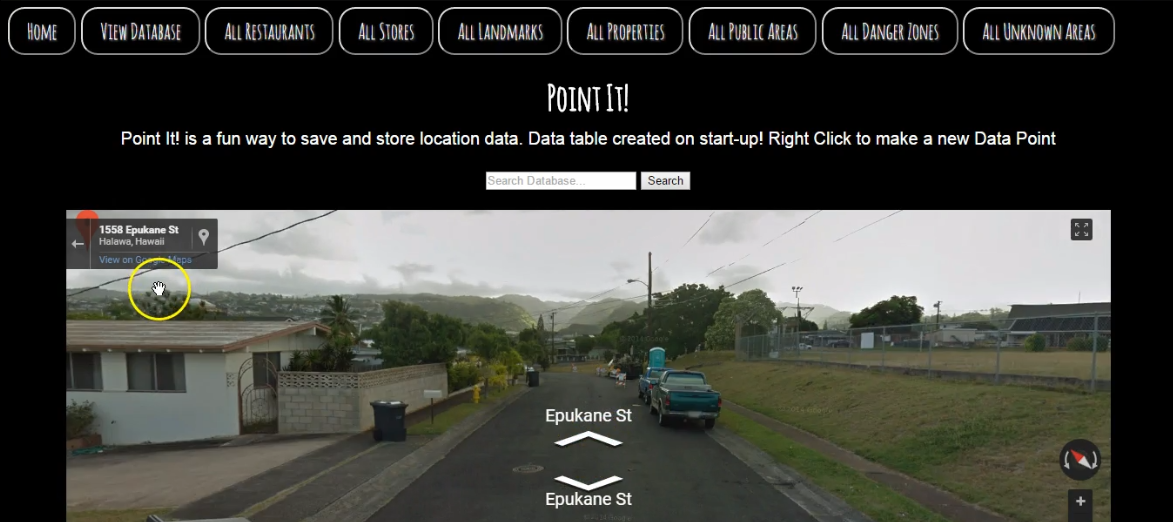 Home
View Database
All Restaurants
All Stores
All Landmarks
All Properties
All Public Areas
All Danger Zones
All Unknown Areas
Point It!
Point It! is a fun way to save and store location data. Data table created on start-up! Right Click to make a new Data Point
Search Database... Search
1558 Epukane St
Halawa, Hawaii
View on Google Maps
Epukane St
Epukane St
+